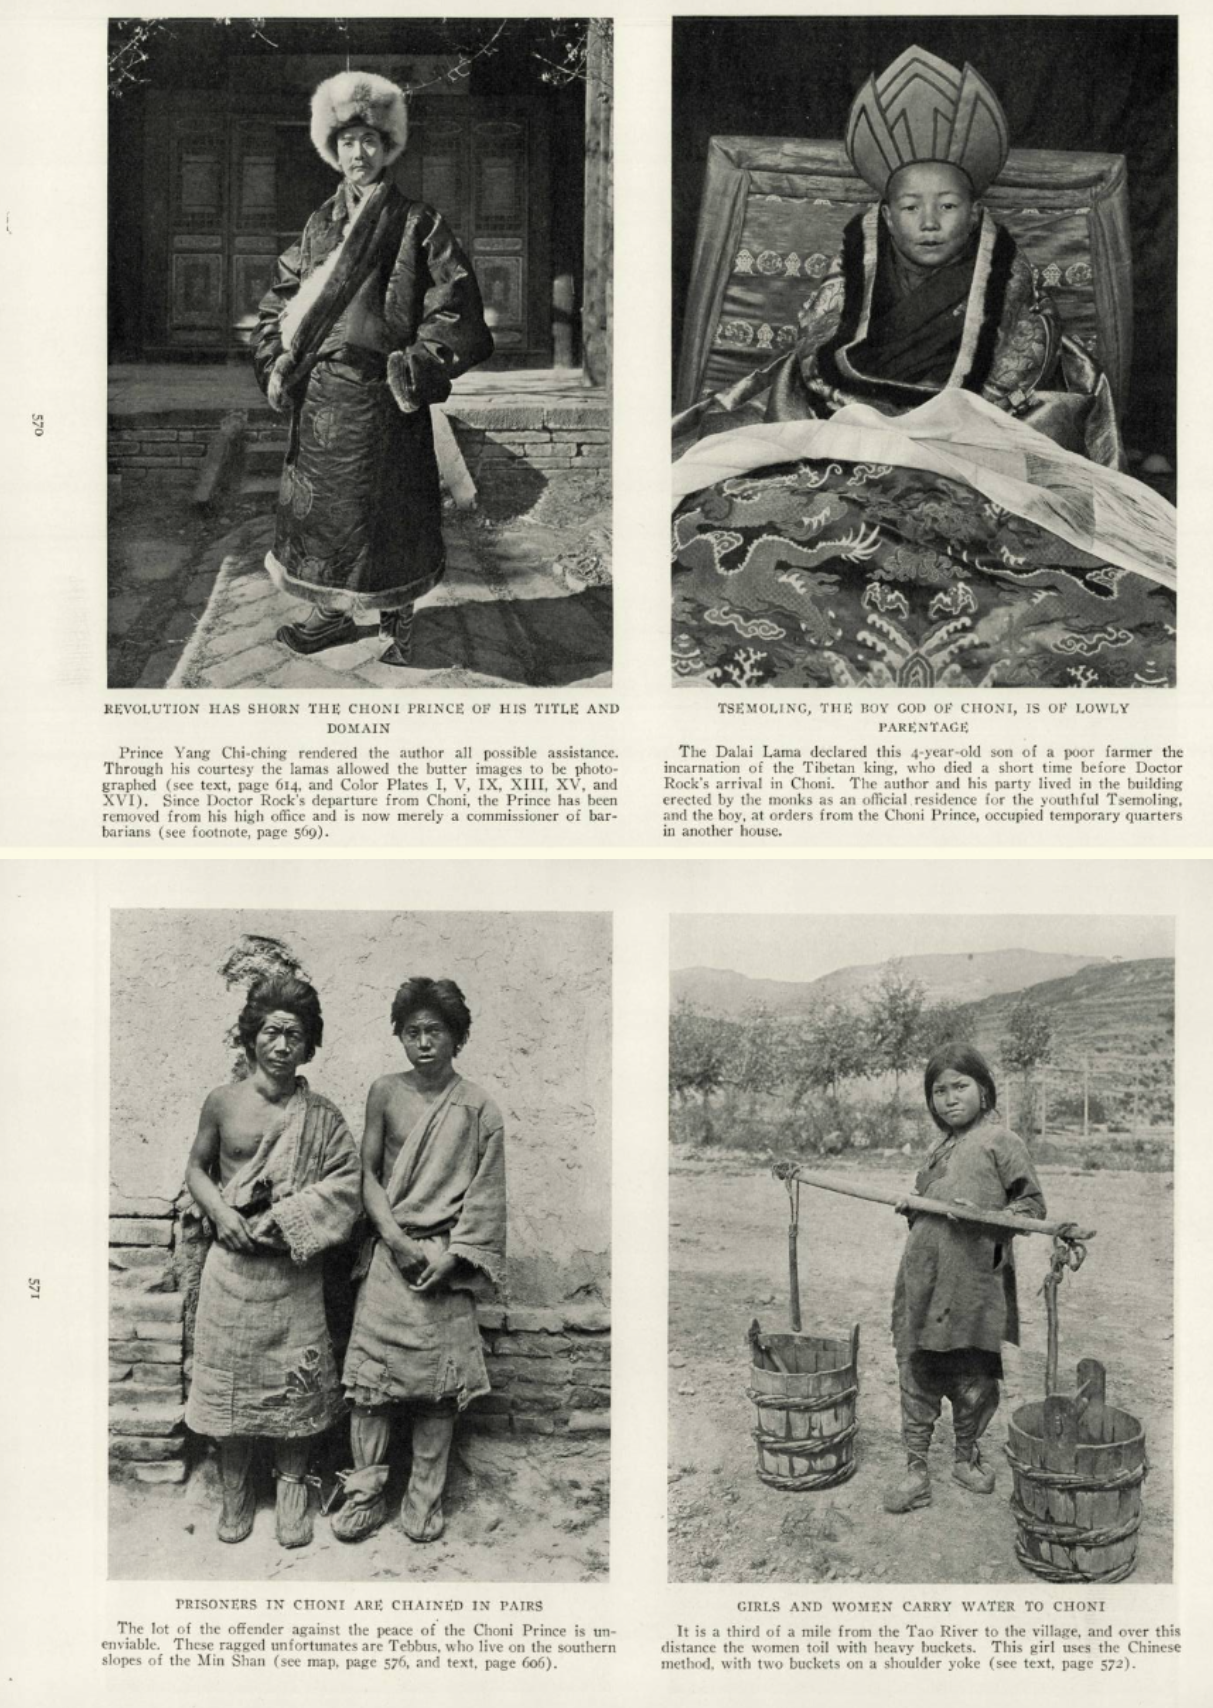 570
REVOLUTION HAS SHORN THE CHONI PRINCE OF HIS TITLE AND
DOMAIN
Prince Yang Chi-ching rendered the author all possible assistance.
Through his courtesy the lamas allowed the butter images to be photo-
graphed (see text, page 614, and Color Plates I, V, IX, XIII, XV, and
XVI). Since Doctor Rock's departure from Choni, the Prince has been
removed from his high office and is now merely a commissioner of bar-
barians (see footnote, page 569).
TSEMOLING, THE BOY GOD OF CHONI, IS OF LOWLY
PARENTAGE
The Dalai Lama declared this 4-year-old son of a poor farmer the
incarnation of the Tibetan king, who died a short time before Doctor
Rock's arrival in Choni. The author and his party lived in the building
erected by the monks as an official residence for the youthful Tsemoling,
and the boy, at orders from the Choni Prince, occupied temporary quarters
in another house.
571
PRISONERS IN CHONI ARE CHAINED IN PAIRS
The lot of the offender against the peace of the Choni Prince is un-
enviable. These ragged unfortunates are Tebbus, who live on the southern
slopes of the Min Shan (see map, page 576, and text, page 606).
GIRLS AND WOMEN CARRY WATER TO CHONI
It is a third of a mile from the Tao River to the village, and over this
distance the women toil with heavy buckets. This girl uses the Chinese
method, with two buckets on a shoulder yoke (see text, page 572).